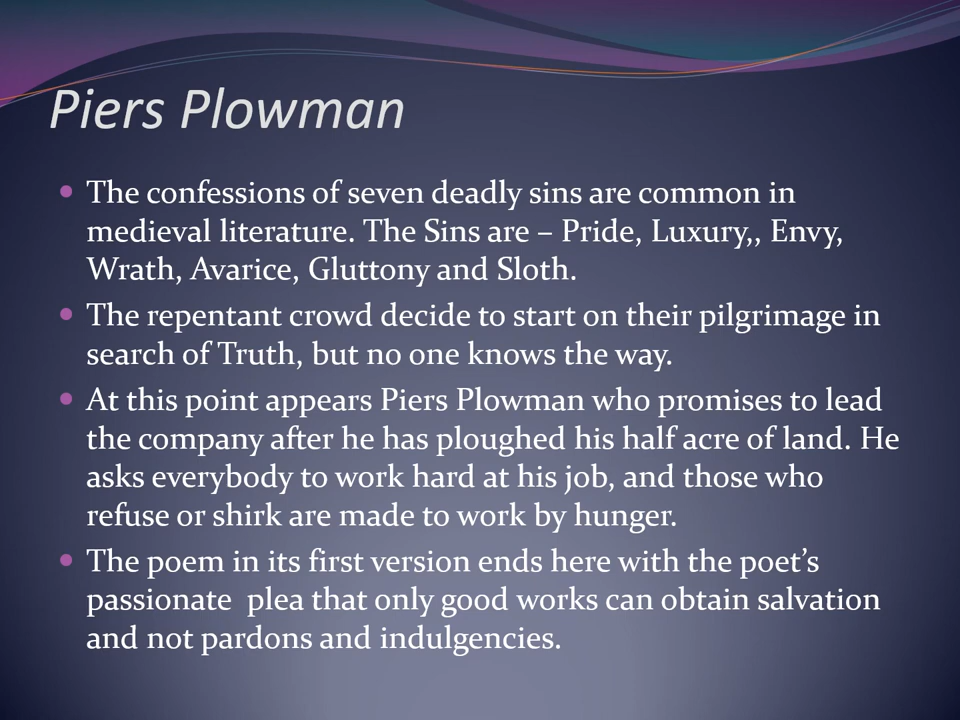 Piers Plowman
• The confessions of seven deadly sins are common in
medieval literature. The Sins are – Pride, Luxury,, Envy,
Wrath, Avarice, Gluttony and Sloth.
• The repentant crowd decide to start on their pilgrimage in
search of Truth, but no one knows the way.
• At this point appears Piers Plowman who promises to lead
the company after he has ploughed his half acre of land. He
asks everybody to work hard at his job, and those who
refuse or shirk are made to work by hunger.
• The poem in its first version ends here with the poet’s
passionate  plea that only good works can obtain salvation
and not pardons and indulgencies.